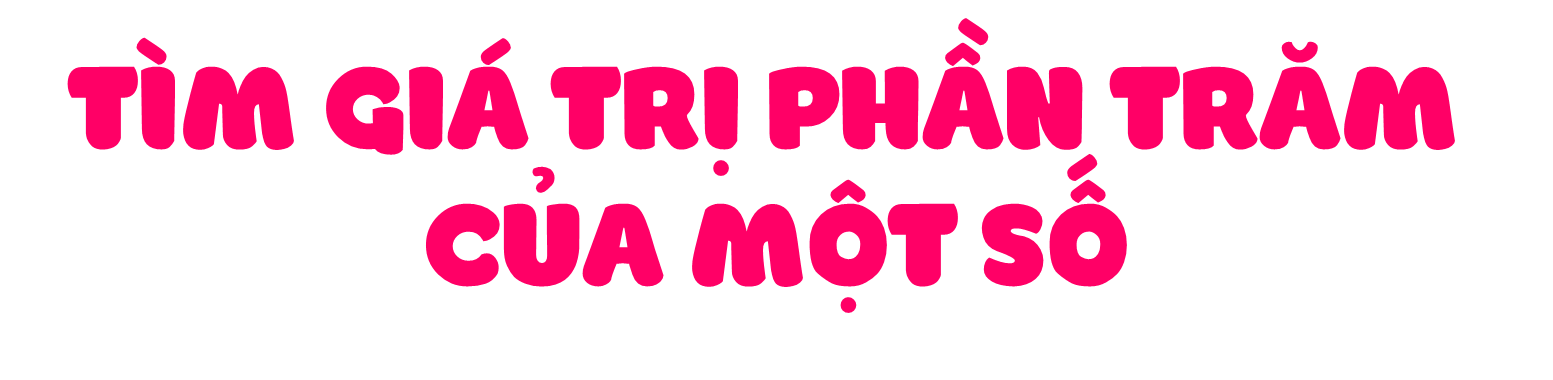 TÌM GIÁ TRỊ PHẦN TRĂM
CỦA MỘT SỐ